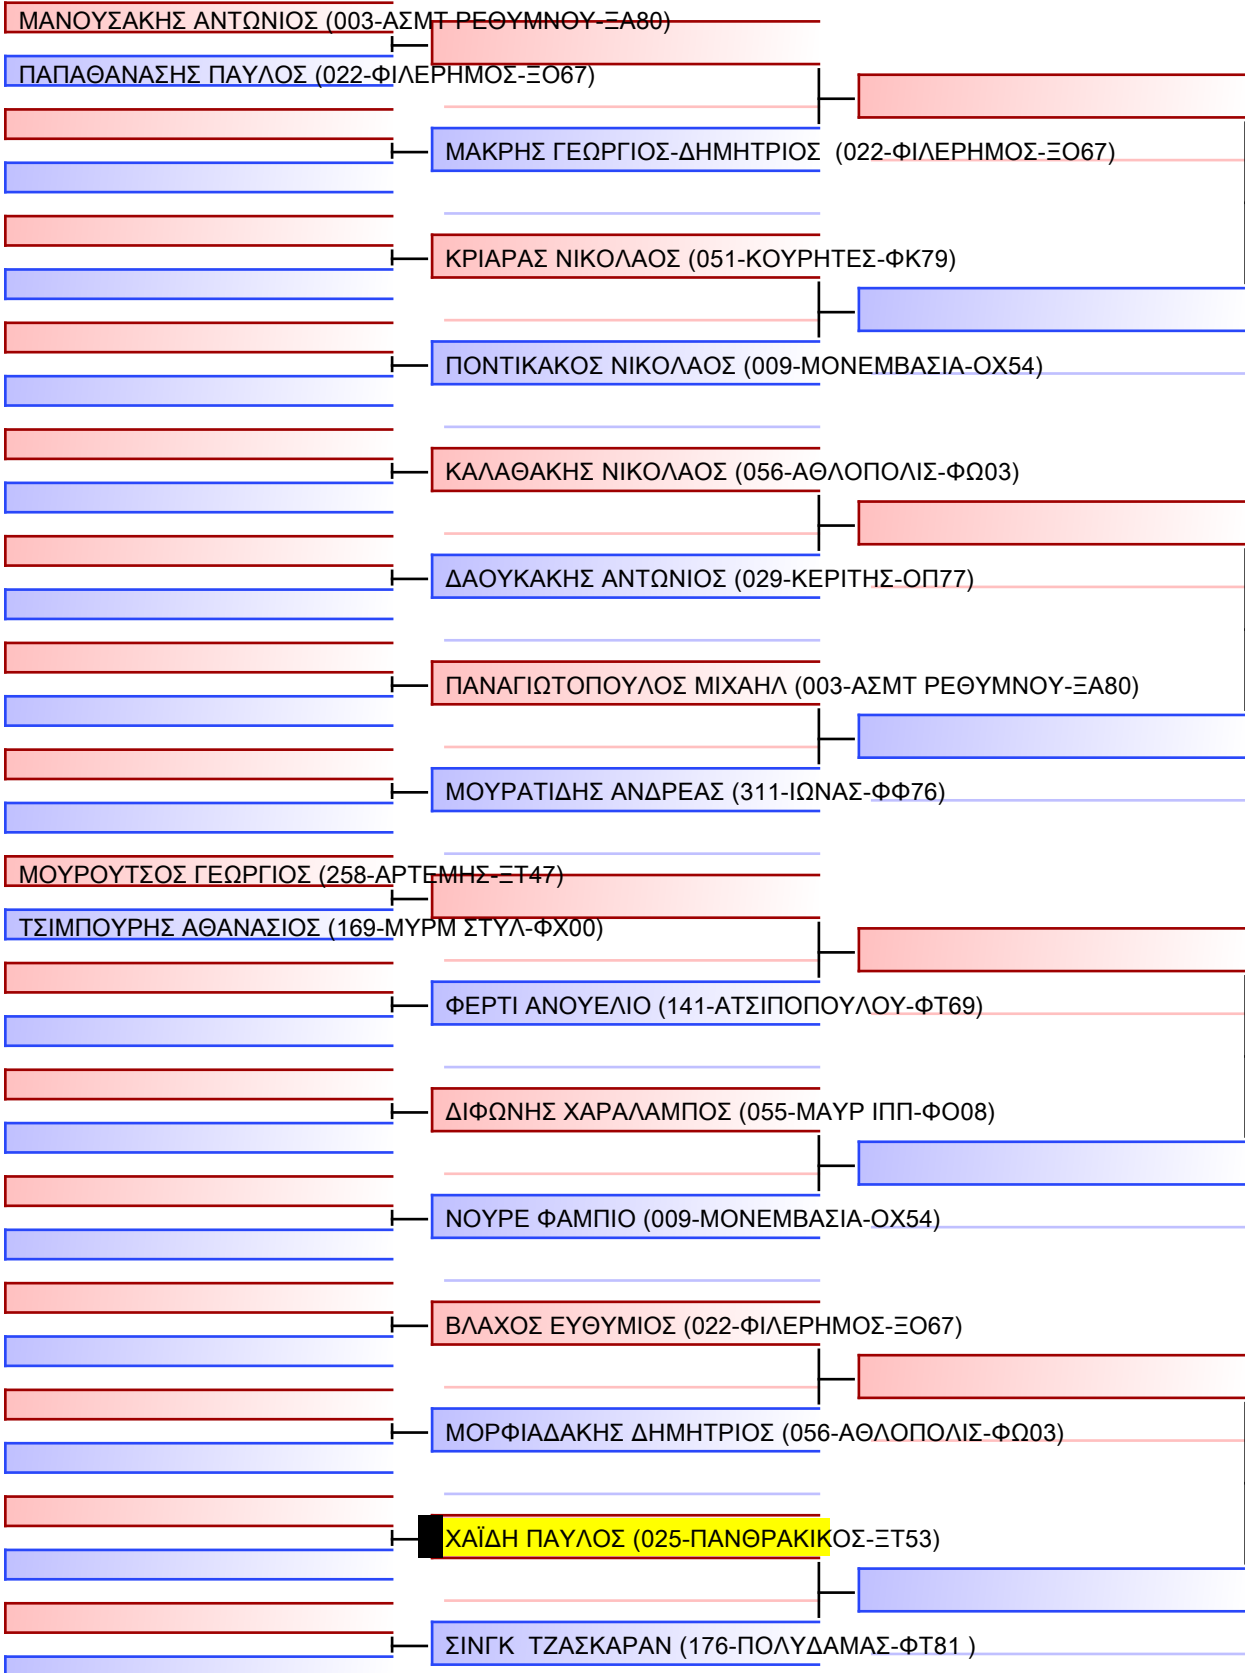 ΜΑΝΟΥΣΑΚΗΣ ΑΝΤΩΝΙΟΣ (003-ΑΣΜΤ ΡΕΘΥΜΝΟΥ-ΞΑ80)
ΠΑΠΑΘΑΝΑΣΗΣ ΠΑΥΛΟΣ (022-ΦΙΛΕΡΗΜΟΣ-ΞΟ67)
ΜΑΚΡΗΣ ΓΕΩΡΓΙΟΣ-ΔΗΜΗΤΡΙΟΣ (022-ΦΙΛΕΡΗΜΟΣ-ΞΟ67)
ΚΡΙΑΡΑΣ ΝΙΚΟΛΑΟΣ (051-ΚΟΥΡΗΤΕΣ-ΦΚ79)
ΠΟΝΤΙΚΑΚΟΣ ΝΙΚΟΛΑΟΣ (009-ΜΟΝΕΜΒΑΣΙΑ-ΟΧ54)
ΚΑΛΑΘΑΚΗΣ ΝΙΚΟΛΑΟΣ (056-ΑΘΛΟΠΟΛΙΣ-ΦΩ03)
ΔΑΟΥΚΑΚΗΣ ΑΝΤΩΝΙΟΣ (029-ΚΕΡΙΤΗΣ-ΟΠ77)
ΠΑΝΑΓΙΩΤΟΠΟΥΛΟΣ ΜΙΧΑΗΛ (003-ΑΣΜΤ ΡΕΘΥΜΝΟΥ-ΞΑ80)
ΜΟΥΡΑΤΙΔΗΣ ΑΝΔΡΕΑΣ (311-ΙΩΝΑΣ-ΦΦ76)
ΜΟΥΡΟΥΤΣΟΣ ΓΕΩΡΓΙΟΣ (258-ΑΡΤΕΜΗΣ-ΞΤ47)
ΤΣΙΜΠΟΥΡΗΣ ΑΘΑΝΑΣΙΟΣ (169-ΜΥΡΜ ΣΤΥΛ-ΦΧ00)
ΦΕΡΤΙ ΑΝΟΥΕΛΙΟ (141-ΑΤΣΙΠΟΠΟΥΛΟΥ-ΦΤ69)
ΔΙΦΩΝΗΣ ΧΑΡΑΛΑΜΠΟΣ (055-ΜΑΥΡ ΙΠΠ-ΦΟ08)
ΝΟΥΡΕ ΦΑΜΠΙΟ (009-ΜΟΝΕΜΒΑΣΙΑ-ΟΧ54)
ΒΛΑΧΟΣ ΕΥΘΥΜΙΟΣ (022-ΦΙΛΕΡΗΜΟΣ-ΞΟ67)
ΜΟΡΦΙΑΔΑΚΗΣ ΔΗΜΗΤΡΙΟΣ (056-ΑΘΛΟΠΟΛΙΣ-ΦΩ03)
ΧΑΪΔΗ ΠΑΥΛΟΣ (025-ΠΑΝΘΡΑΚΙΚΟΣ-ΞΤ53)
ΣΙΝΓΚ ΤΖΑΣΚΑΡΑΝ (176-ΠΟΛΥΔΑΜΑΣ-ΦΤ81 )